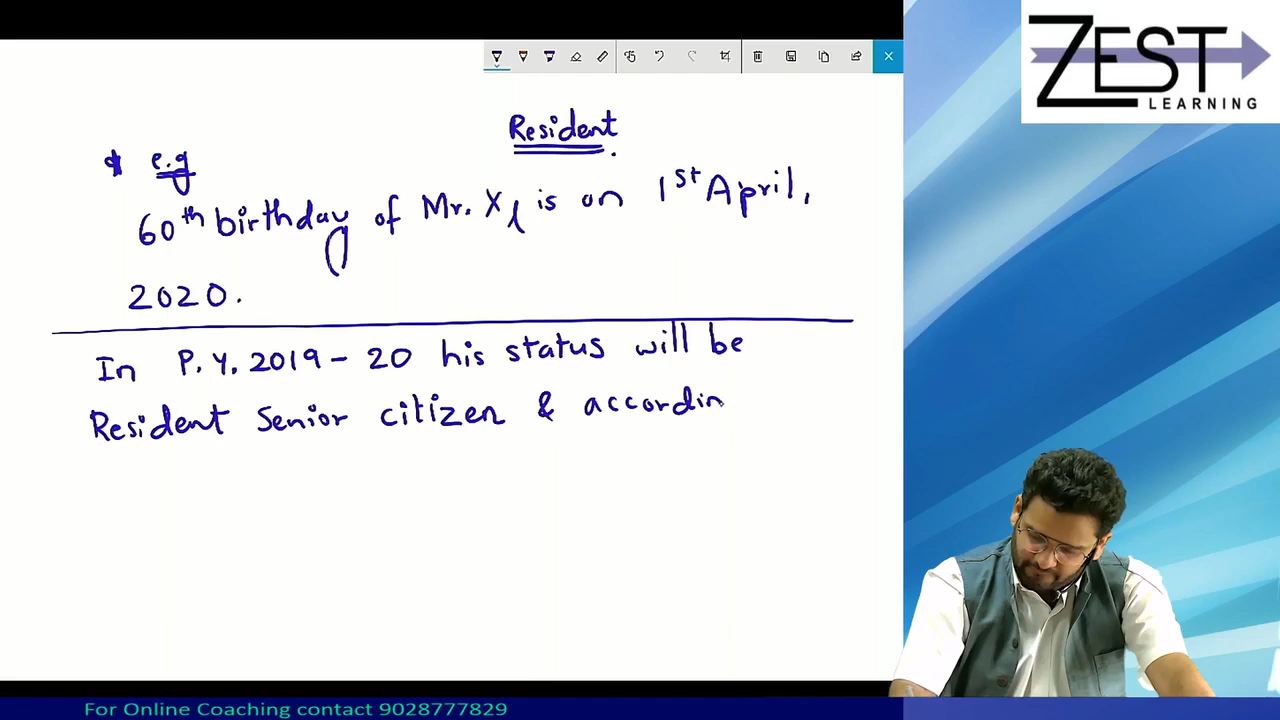 ZEST
LEARNING
Resident
e.g
60th birthday of Mr. X is on 1st April,
2020.
In P.Y. 2019-20 his status will be
Resident Senior citizen & accordin
For Online Coaching contact 9028777829